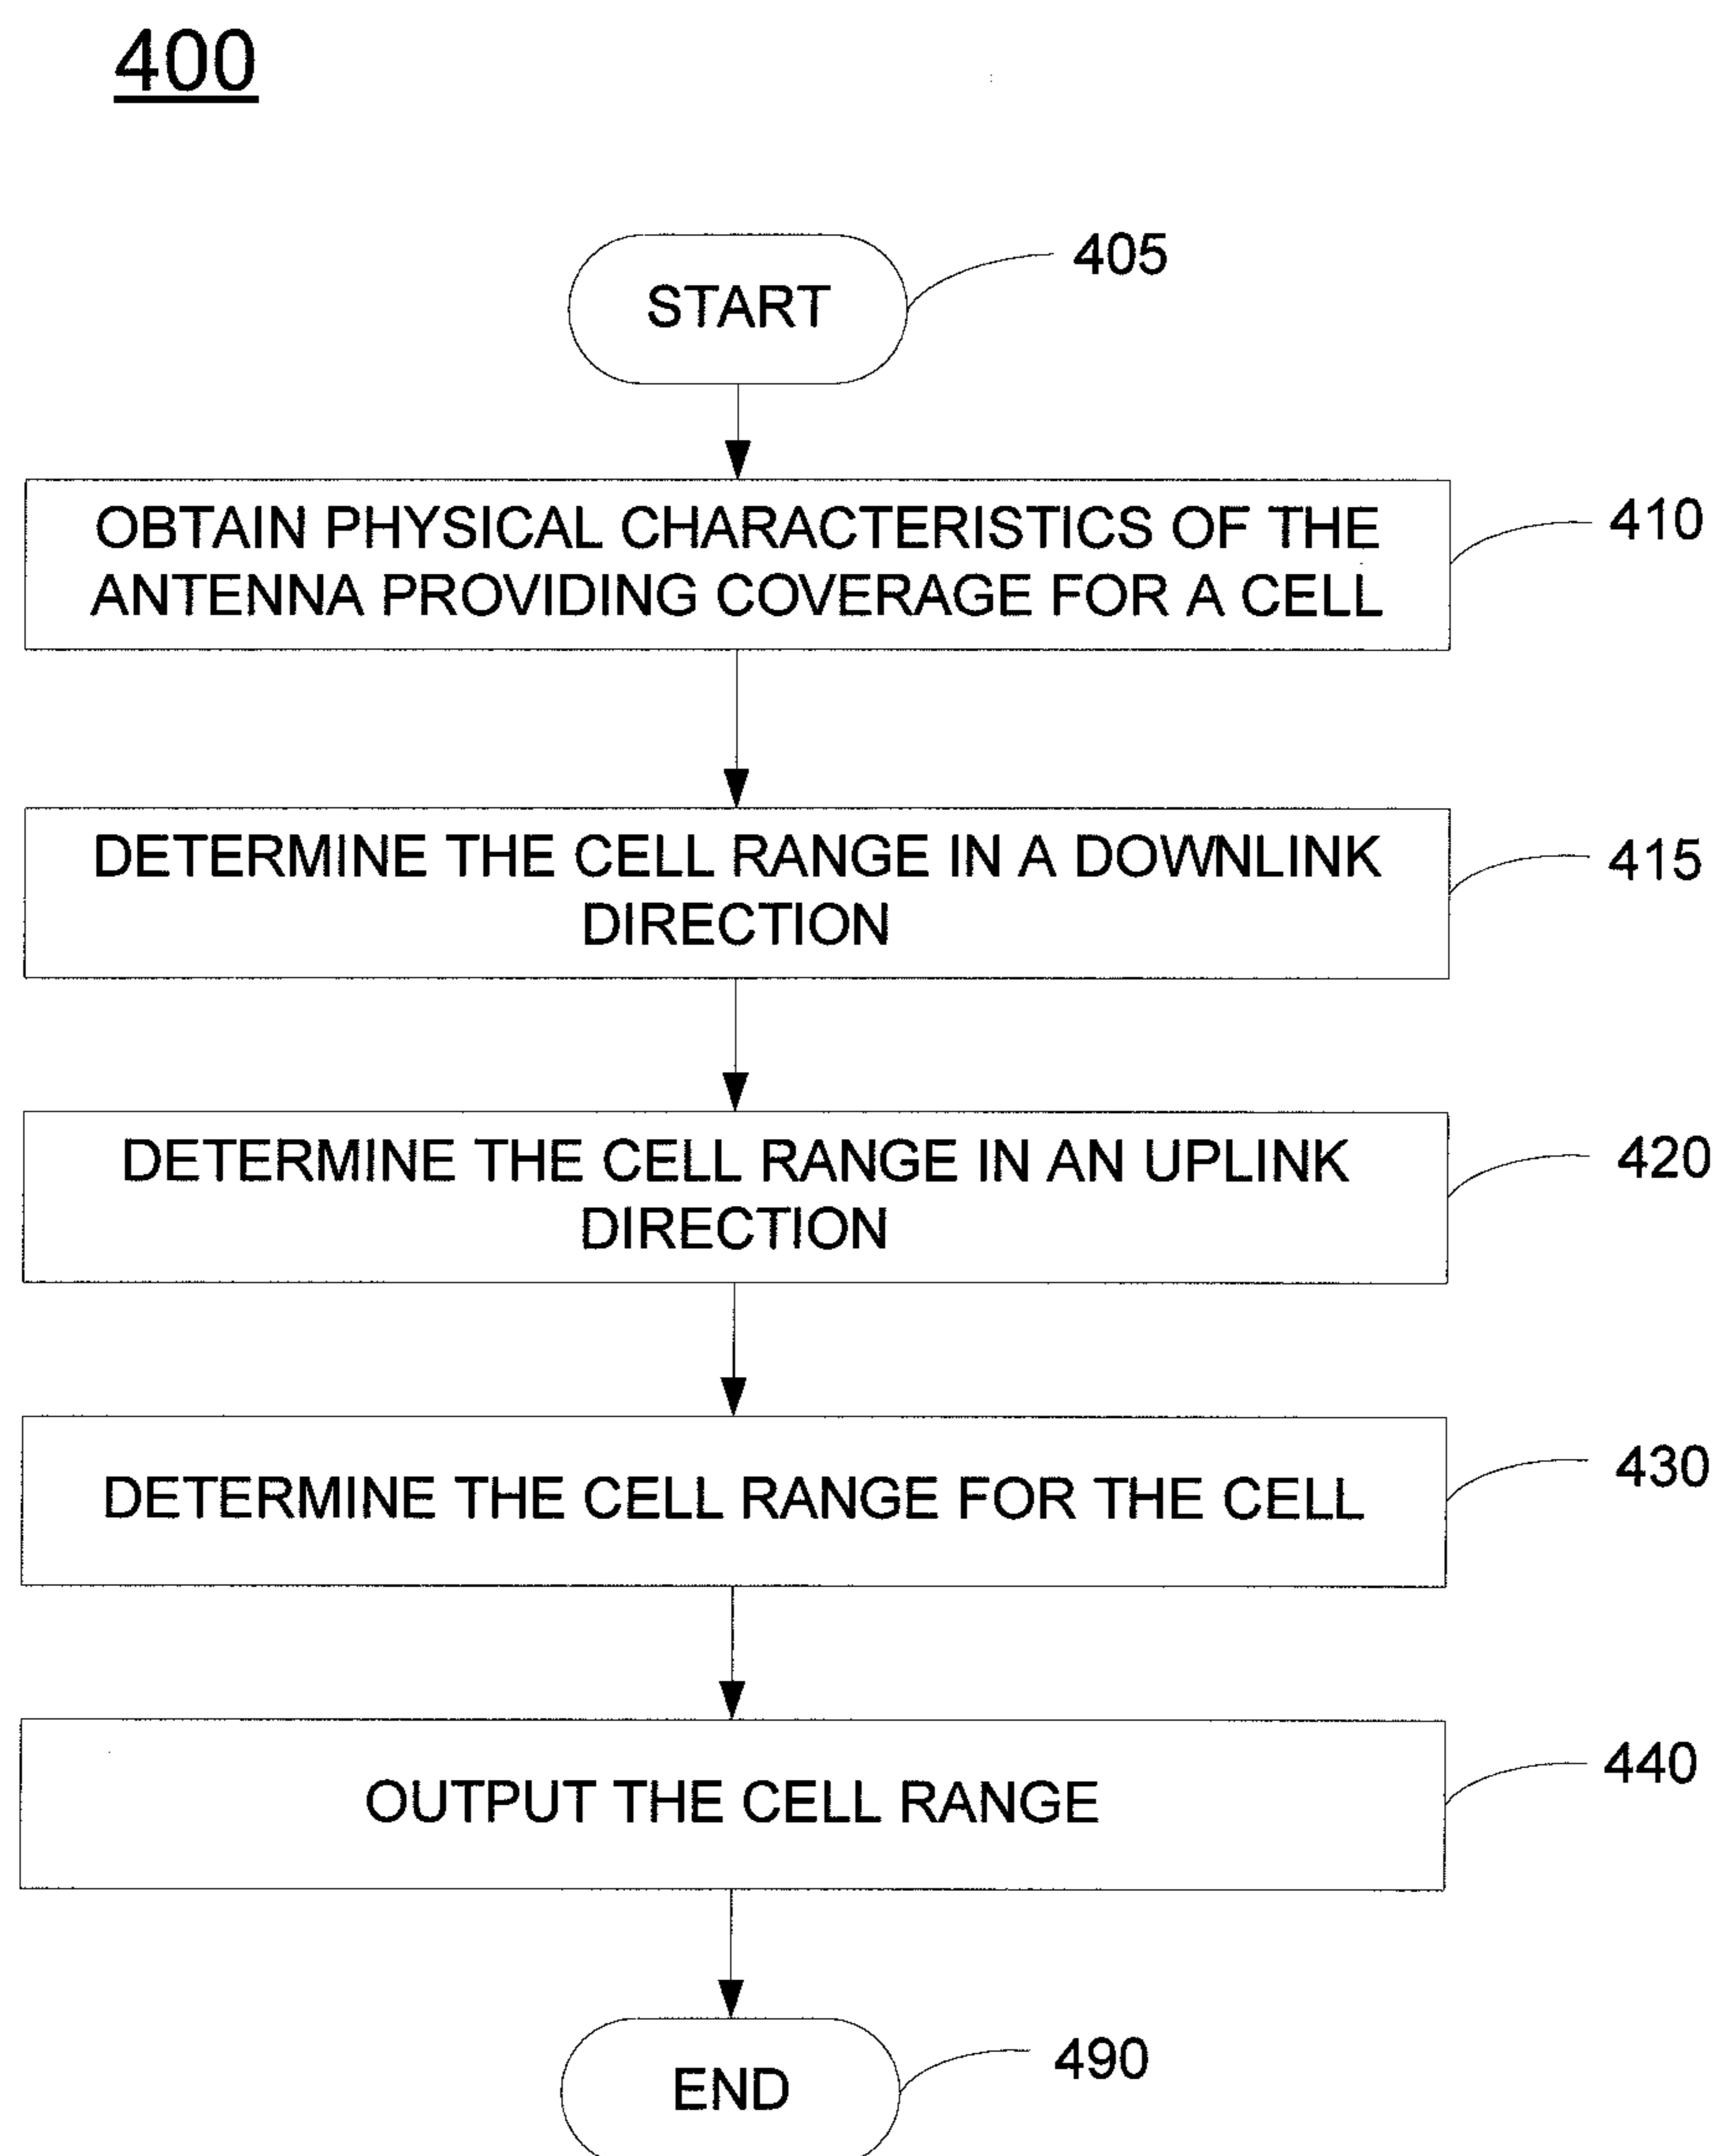 400
START
405
OBTAIN PHYSICAL CHARACTERISTICS OF THE
ANTENNA PROVIDING COVERAGE FOR A CELL
410
DETERMINE THE CELL RANGE IN A DOWNLINK
DIRECTION
415
DETERMINE THE CELL RANGE IN AN UPLINK
DIRECTION
420
DETERMINE THE CELL RANGE FOR THE CELL
430
OUTPUT THE CELL RANGE
440
END
490